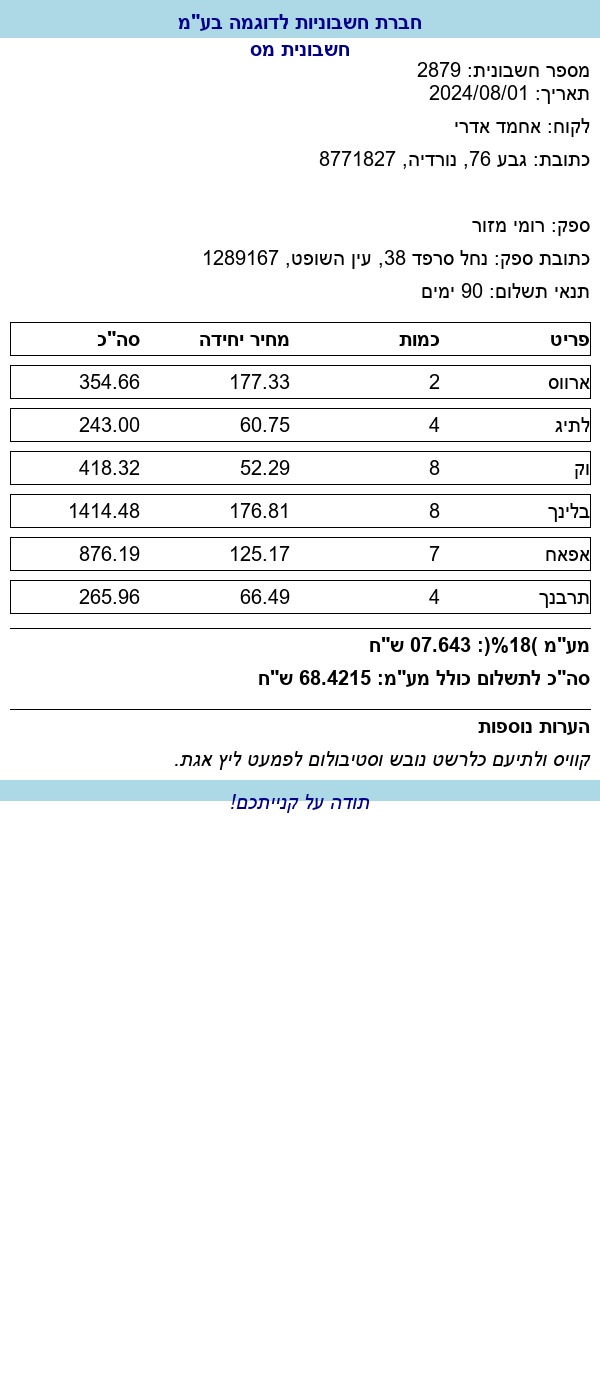 חברת חשבוניות לדוגמה בע"מ
חשבונית מס
מספר חשבונית: 2879
תאריך: 2024/08/01
לקוח: אחמד אדרי
כתובת: גבע 76, נורדיה, 8771827
ספק: רומי מזור
כתובת ספק: נחל סרפד 38, עין השופט, 1289167
תנאי תשלום: 90 ימים
פריט כמות מחיר יחידה סה"כ
ארווס 2 177.33 354.66
לתיג 4 60.75 243.00
וק 8 52.29 418.32
בלינך 8 176.81 1414.48
אפאח 7 125.17 876.19
תרבנך 4 66.49 265.96
מע"מ )18%(: 07.643 ש"ח
סה"כ לתשלום כולל מע"מ: 68.4215 ש"ח
הערות נוספות
קוויס ולתיעם כלרשט נובש וסטיבולום לפמעט ליץ אגת.
תודה על קנייתכם!